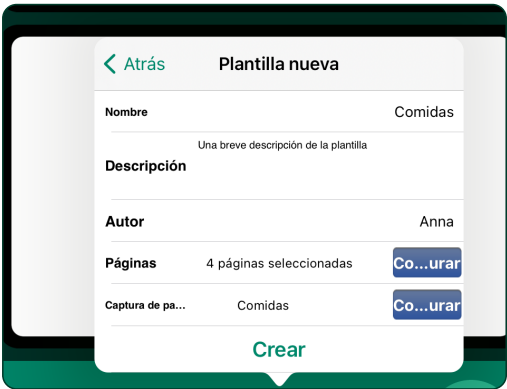 Atrás
Plantilla nueva
Nombre
Comidas
Una breve descripción de la plantilla
Descripción
Autor
Anna
Páginas
4 páginas seleccionadas
Co...urar
Captura de pa...
Comidas
Co...urar
Crear